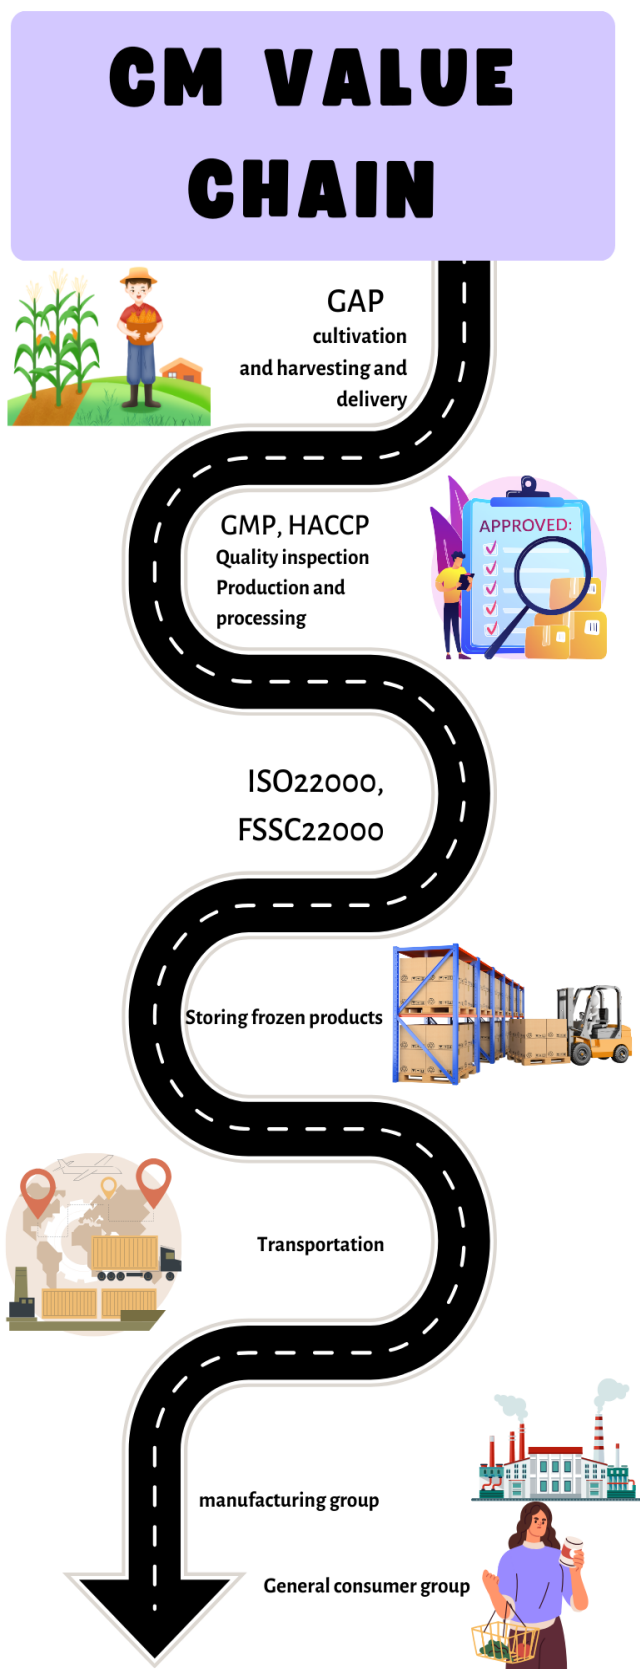 CM VALUE
CHAIN
GAP
cultivation
and harvesting and
delivery
GMP, HACCP
Quality inspection
Production and
processing
APPROVED:
ISO22000,
FSSC22000
Storing frozen products
Transportation
manufacturing group
General consumer group